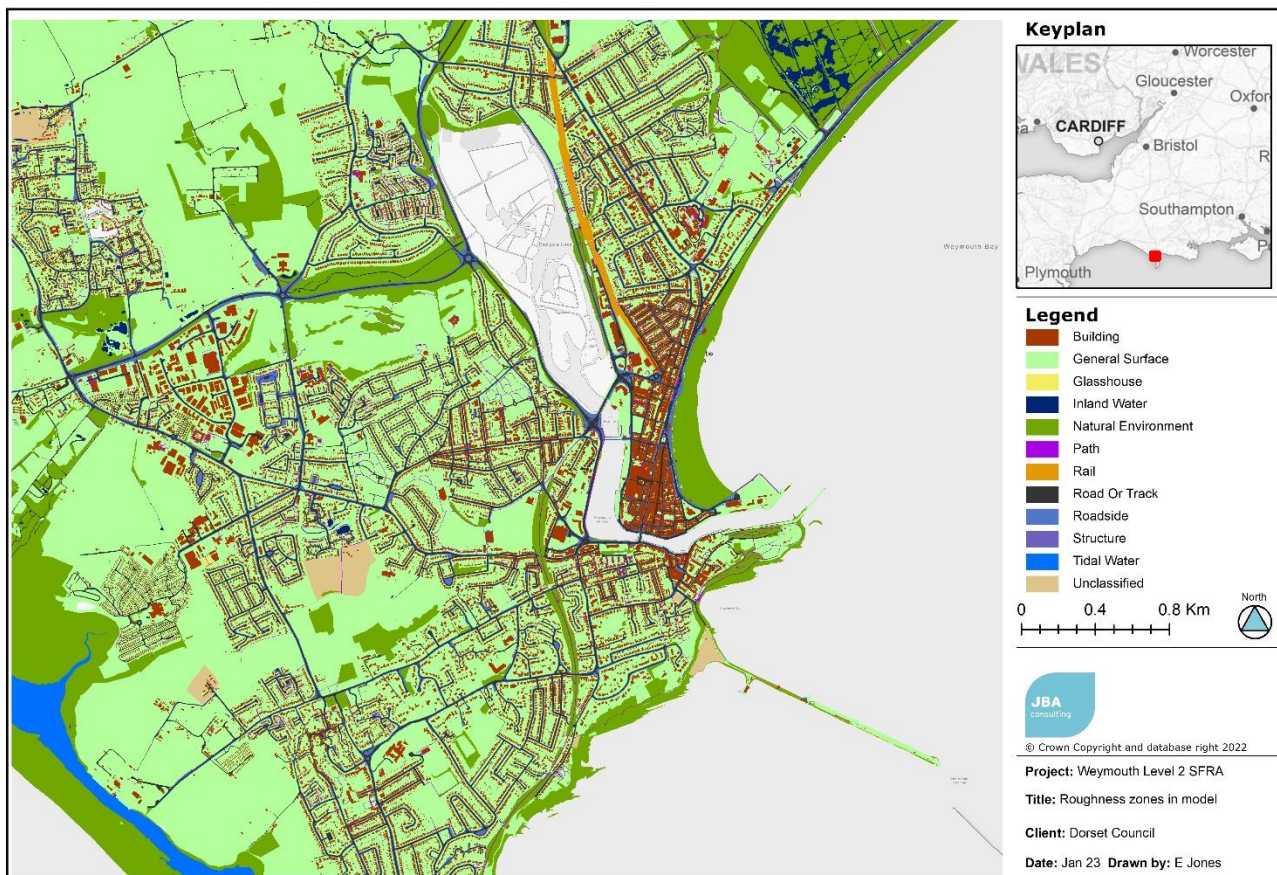 Keyplan
WALES
Worcester
Gloucester
Oxfor
CARDIFF
Bristol
Southampton
Plymouth
Weymouth Bay
Legend
Building
General Surface
Glasshouse
Inland Water
Natural Environment
Path
Rail
Road Or Track
Roadside
Structure
Tidal Water
Unclassified
0 0.4 0.8 Km
North
JBA
consulting
© Crown Copyright and database right 2022
Project: Weymouth Level 2 SFRA
Title: Roughness zones in model
Client: Dorset Council
Date: Jan 23 Drawn by: E Jones